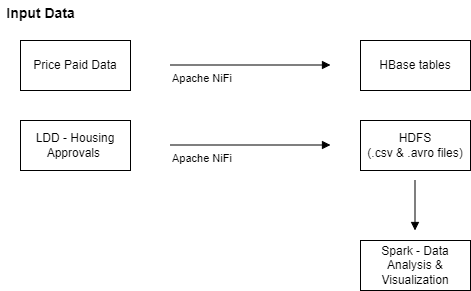 Input Data
Price Paid Data
Apache NiFi
HBase tables
LDD - Housing
Approvals
Apache NiFi
HDFS
(.csv & .avro files)
Spark - Data
Analysis &
Visualization